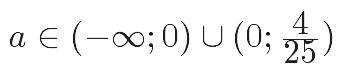 a ∈ (−∞; 0) ∪ (0; 4/25)